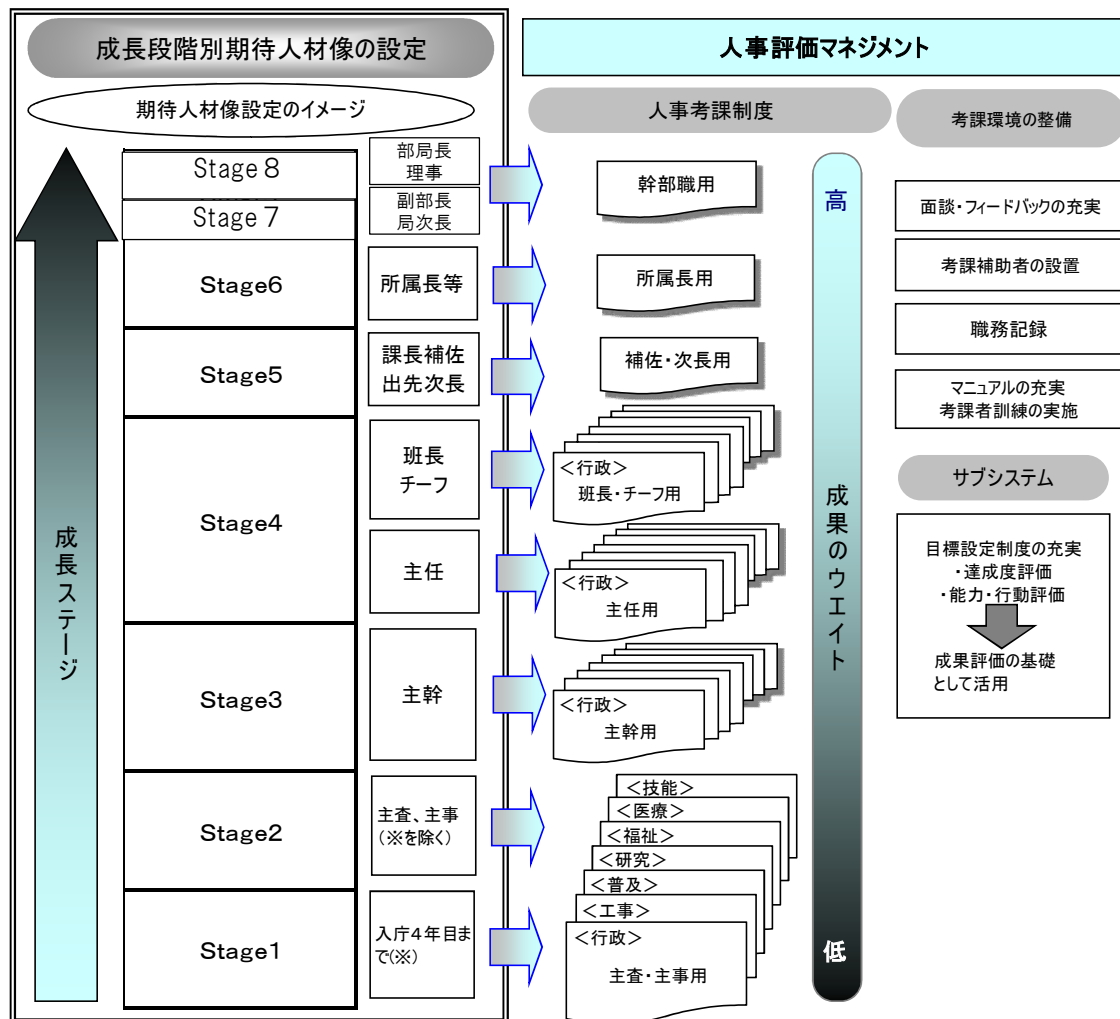 成長段階別期待人材像の設定
期待人材像設定のイメージ
成長ステージ
Stage 8
部局長
理事
Stage 7
副部長
局次長
Stage6
所属長等
Stage5
課長補佐
出先次長
Stage4
班長
チーフ
主任
Stage3
主幹
Stage2
主査、主事
(※を除く)
Stage1
入庁4年目ま
で(※)
人事評価マネジメント
人事考課制度
幹部職用
所属長用
補佐・次長用
<行政>
班長・チーフ用
<行政>
主任用
<行政>
主幹用
<技能>
<医療>
<福祉>
<研究>
<普及>
<工事>
<行政>
主査・主事用
高
成果のウエイト
低
考課環境の整備
面談・フィードバックの充実
考課補助者の設置
職務記録
マニュアルの充実
考課者訓練の実施
サブシステム
目標設定制度の充実
・達成度評価
・能力・行動評価
成果評価の基礎
として活用